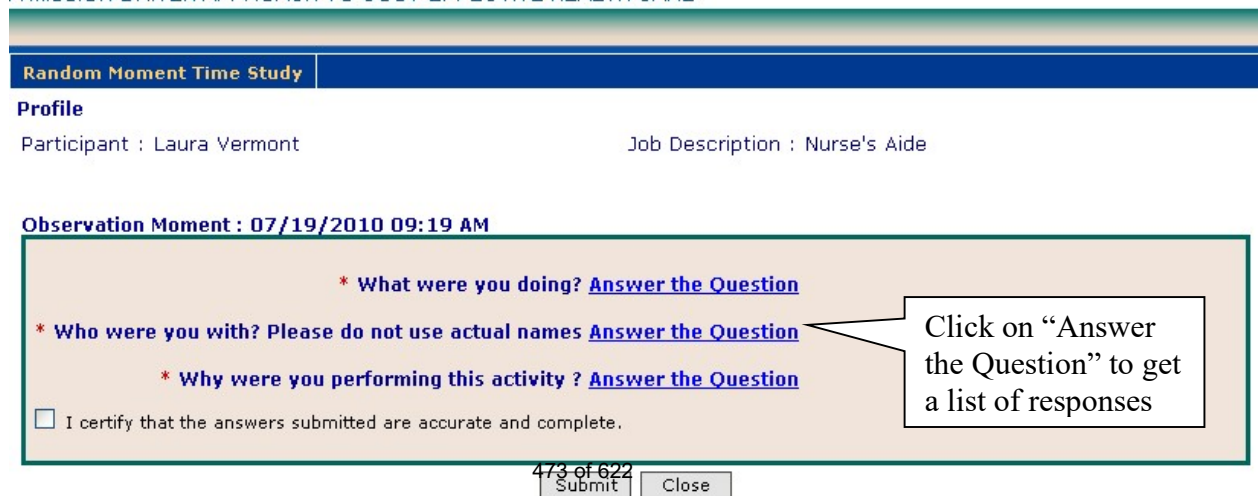 Random Moment Time Study
Profile
Participant : Laura Vermont Job Description : Nurse's Aide
Observation Moment : 07/19/2010 09:19 AM
* What were you doing? Answer the Question
* Who were you with? Please do not use actual names Answer the Question
* Why were you performing this activity ? Answer the Question
Click on “Answer
the Question” to get
a list of responses
I certify that the answers submitted are accurate and complete.
473 of 622
Submit Close